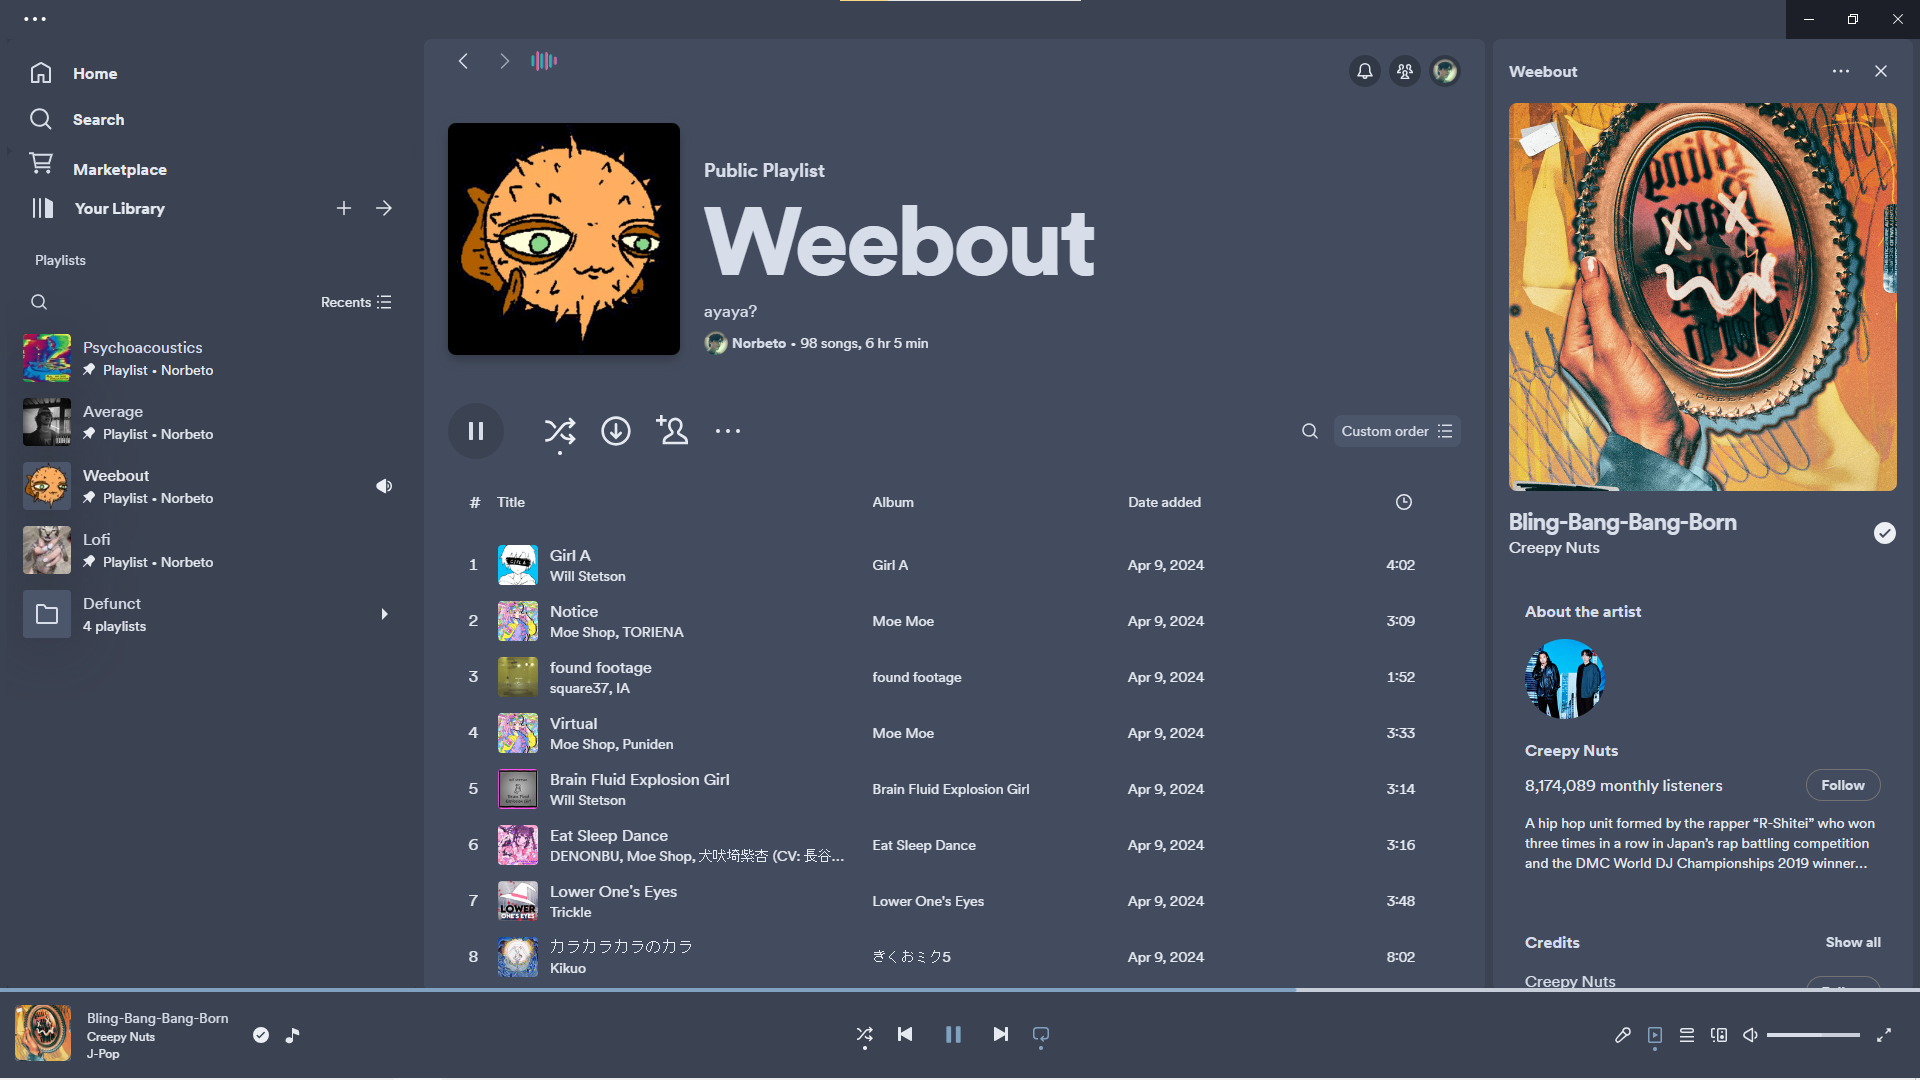 Home
Search
Marketplace
Your Library
Playlists
Recents
Psychoacoustics
Playlist • Norbeto
Average
Playlist • Norbeto
Weebout
Playlist • Norbeto
Lofi
Playlist • Norbeto
Defunct
4 playlists
Public Playlist
Weebout
ayaya?
Norbeto • 98 songs, 6 hr 5 min
Custom order
# Title Album Date added
1 Girl A Girl A Apr 9, 2024 4:02
Will Stetson
2 Notice Moe Moe Apr 9, 2024 3:09
Moe Shop, TORIENA
3 found footage found footage Apr 9, 2024 1:52
square37, IA
4 Virtual Moe Moe Apr 9, 2024 3:33
Moe Shop, Puniden
5 Brain Fluid Explosion Girl Brain Fluid Explosion Girl Apr 9, 2024 3:14
Will Stetson
6 Eat Sleep Dance Eat Sleep Dance Apr 9, 2024 3:16
DENONBU, Moe Shop, 犬吠埼紫杏 (CV: 長谷...
7 Lower One's Eyes Lower One's Eyes Apr 9, 2024 3:48
Trickle
8 カラカラカラのカラ きくおミク5 Apr 9, 2024 8:02
Kikuo
LOWER
ONE'S EYES
Weebout
Bling-Bang-Bang-Born
Creepy Nuts
About the artist
Creepy Nuts
8,174,089 monthly listeners
Follow
A hip hop unit formed by the rapper “R-Shitei” who won
three times in a row in Japan’s rap battling competition
and the DMC World DJ Championships 2019 winner...
Credits
Show all
Creepy Nuts
Bling-Bang-Bang-Born
Creepy Nuts
J-Pop